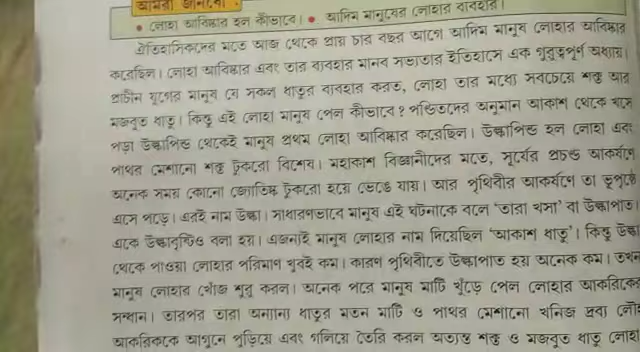 আমরা জানবো :
• লোহা আবিষ্কার হল কীভাবে। • আদিম মানুষের লোহার ব্যবহার।
ঐতিহাসিকদের মতে আজ থেকে প্রায় চার বছর আগে আদিম মানুষ লোহার আবিষ্কার
করেছিল। লোহা আবিষ্কার এবং তার ব্যবহার মানব সভ্যতার ইতিহাসে এক গুরুত্বপূর্ণ অধ্যায়।
প্রাচীন যুগের মানুষ যে সকল ধাতুর ব্যবহার করত, লোহা তার মধ্যে সবচেয়ে শক্ত আর
মজবুত ধাতু। কিন্তু এই লোহা মানুষ পেল কীভাবে? পণ্ডিতদের অনুমান আকাশ থেকে খসে
পড়া উল্কাপিন্ড থেকেই মানুষ প্রথম লোহা আবিষ্কার করেছিল। উল্কাপিন্ড হল লোহা এবং
পাথর মেশানো শক্ত টুকরো বিশেষ। মহাকাশ বিজ্ঞানীদের মতে, সূর্যের প্রচন্ড আকর্ষণে
অনেক সময় কোনো জ্যোতিষ্ক টুকরো হয়ে ভেঙে যায়। আর পৃথিবীর আকর্ষণে তা ভূপৃষ্ঠে
এসে পড়ে। এরই নাম উল্কা। সাধারণভাবে মানুষ এই ঘটনাকে বলে ‘তারা খসা’ বা উল্কাপাত।
একে উল্কাবৃষ্টিও বলা হয়। এজন্যই মানুষ লোহার নাম দিয়েছিল ‘আকাশ ধাতু’। কিন্তু উল্কা
থেকে পাওয়া লোহার পরিমাণ খুবই কম। কারণ পৃথিবীতে উল্কাপাত হয় অনেক কম। তখন
মানুষ লোহার খোঁজ শুরু করল। অনেক পরে মানুষ মাটি খুঁড়ে পেল লোহার আকরিকের
সন্ধান। তারপর তারা অন্যান্য ধাতুর মতন মাটি ও পাথর মেশানো খনিজ দ্রব্য লৌহ
আকরিককে আগুনে পুড়িয়ে এবং গলিয়ে তৈরি করল অত্যন্ত শক্ত ও মজবুত ধাতু লোহা